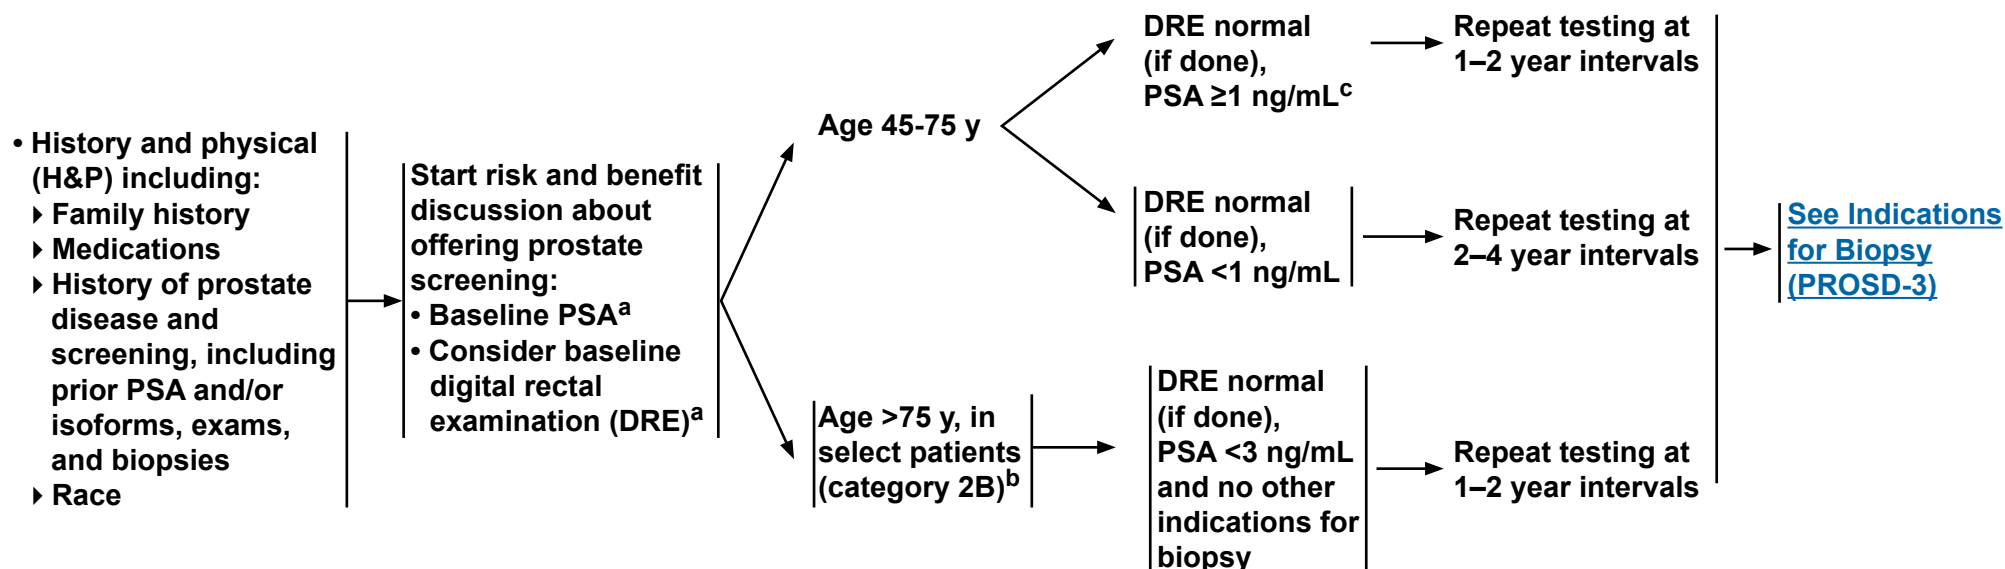 • History and physical
(H&P) including:
▸ Family history
▸ Medications
▸ History of prostate
disease and
screening, including
prior PSA and/or
isoforms, exams,
and biopsies
▸ Race
Start risk and benefit
discussion about
offering prostate
screening:
• Baseline PSAa
• Consider baseline
digital rectal
examination (DRE)a
Age 45-75 y
DRE normal
(if done),
PSA ≥1 ng/mLc
Repeat testing at
1–2 year intervals
DRE normal
(if done),
PSA <1 ng/mL
Repeat testing at
2–4 year intervals
Age >75 y, in
select patients
(category 2B)b
DRE normal
(if done),
PSA <3 ng/mL
and no other
indications for
biopsy
Repeat testing at
1–2 year intervals
See Indications
for Biopsy
(PROSD-3)